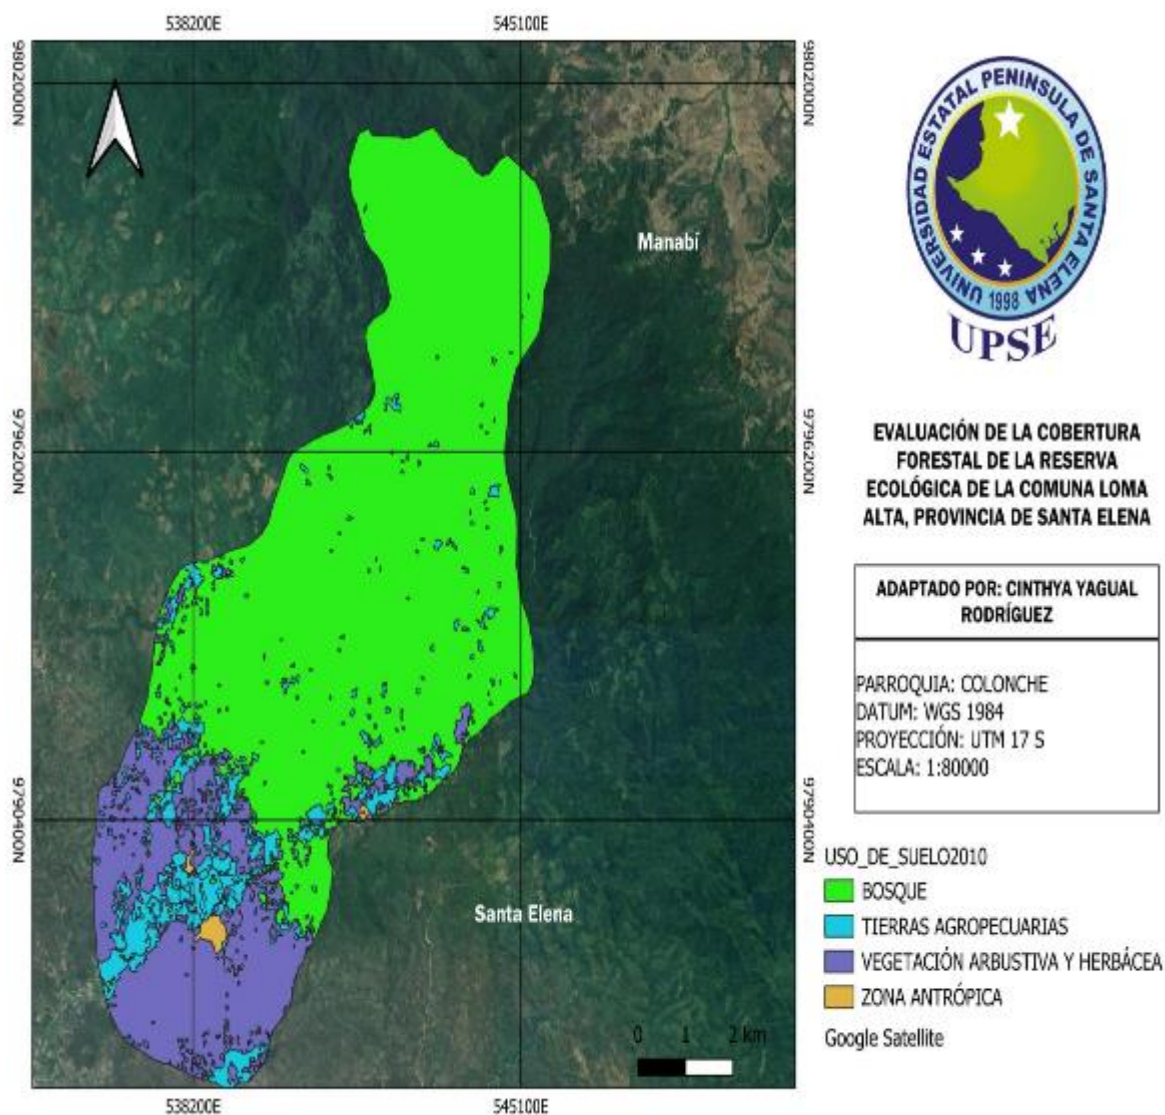 538200E
545100E
9802000N
9802000N
UNIVERSIDAD ESTATAL PENINSULA DE SANTA ELENA
1998
UPSE
Manabí
9796200N
9796200N
EVALUACIÓN DE LA COBERTURA
FORESTAL DE LA RESERVA
ECOLÓGICA DE LA COMUNA LOMA
ALTA, PROVINCIA DE SANTA ELENA
ADAPTADO POR: CINTHYA YAGUAL
RODRÍGUEZ
PARROQUIA: COLONCHE
DATUM: WGS 1984
PROYECCIÓN: UTM 17 S
ESCALA: 1:80000
9790400N
9790400N
USO_DE_SUELO2010
BOSQUE
TIERRAS AGROPECUARIAS
VEGETACIÓN ARBUSTIVA Y HERBÁCEA
ZONA ANTRÓPICA
Google Satellite
Santa Elena
0 1 2 km
538200E
545100E